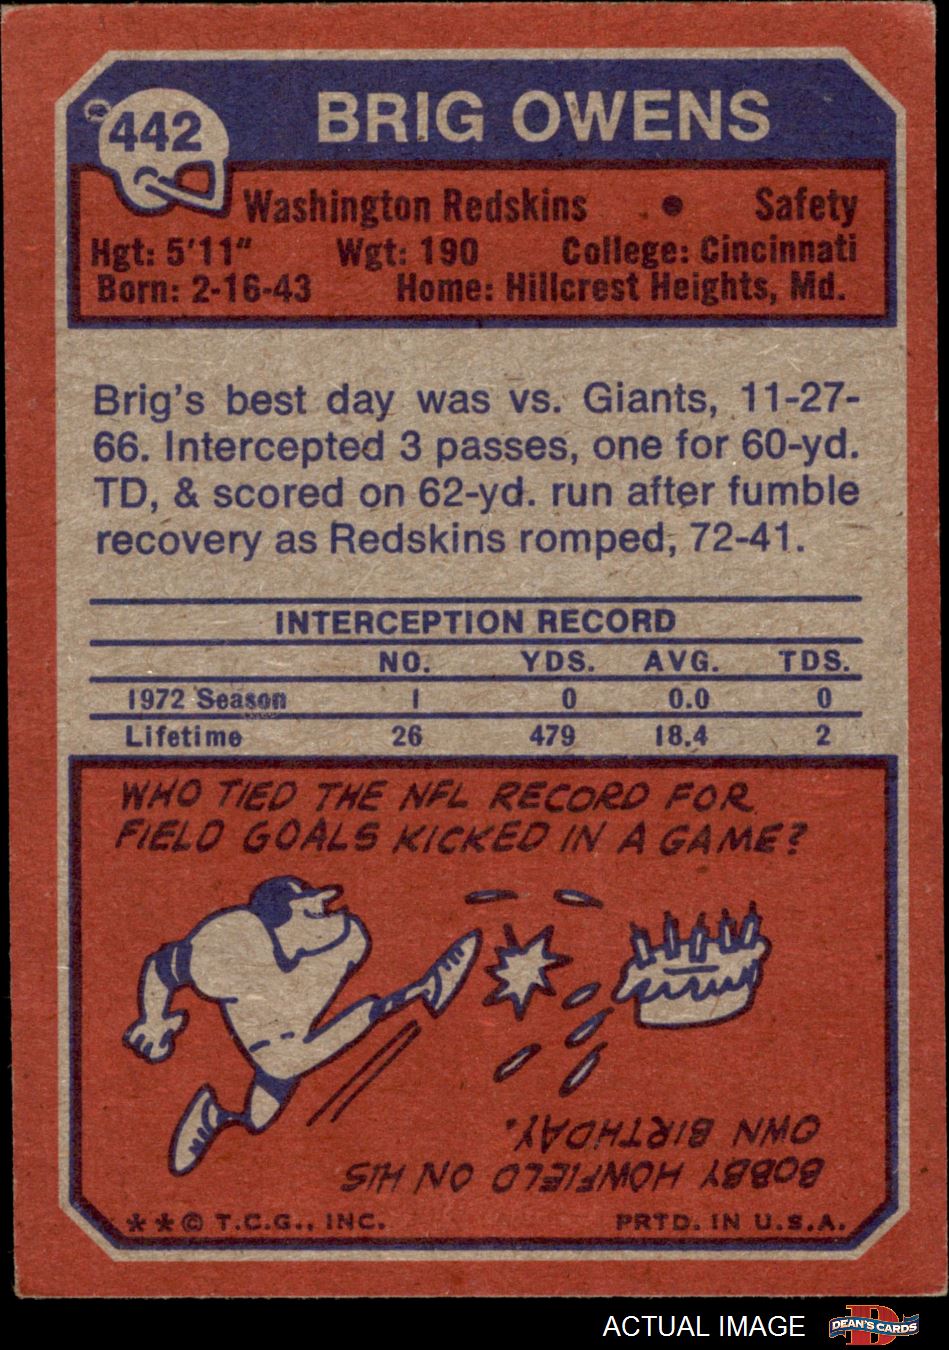 442
BRIG OWENS
Washington Redskins • Safety
Hgt: 5'11" Wgt: 190 College: Cincinnati
Born: 2-16-43 Home: Hillcrest Heights, Md.
Brig's best day was vs. Giants, 11-27-
66. Intercepted 3 passes, one for 60-yd.
TD, & scored on 62-yd. run after fumble
recovery as Redskins romped, 72-41.
INTERCEPTION RECORD
NO. YDS. AVG. TDS.
1972 Season 1 0 0.0 0
Lifetime 26 479 18.4 2
WHO TIED THE NFL RECORD FOR
FIELD GOALS KICKED IN A GAME?
BOBBY HOWFIELD ON HIS
OWN BIRTHDAY.
* * © T.C.G., INC. PRTD. IN U.S.A.
ACTUAL IMAGE
DEAN'S CARDS